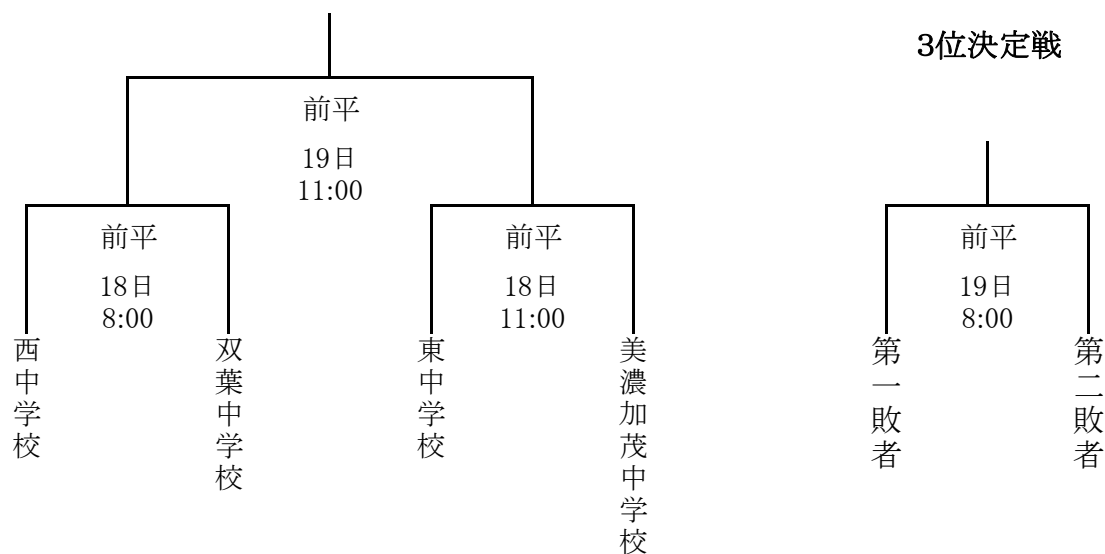 3位決定戦
前平
19日
11:00
前平
18日
8:00
前平
18日
11:00
前平
19日
8:00
西中学校
双葉中学校
東中学校
美濃加茂中学校
第一敗者
第二敗者